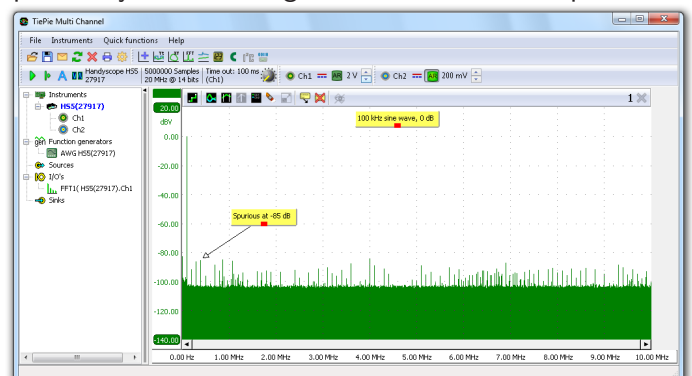 TiePie Multi Channel
File Instruments Quick functions Help
Handyscope HS5 27917
5000000 Samples 20 MHz @ 14 bits
Time out: 100 ms (Ch1)
Ch1 2 V Ch2 200 mV
Instruments
HS5(27917)
Ch1
Ch2
Function generators
AWG HS5(27917)
Sources
I/O's
FFT1( HS5(27917).Ch1
Sinks
1
20.00
dBV
0.00
-20.00
-40.00
-60.00
-80.00
-100.00
-120.00
-140.00
100 kHz sine wave, 0 dB
Spurious at -85 dB
0.00 Hz 1.00 MHz 2.00 MHz 3.00 MHz 4.00 MHz 5.00 MHz 6.00 MHz 7.00 MHz 8.00 MHz 9.00 MHz 10.00 MHz